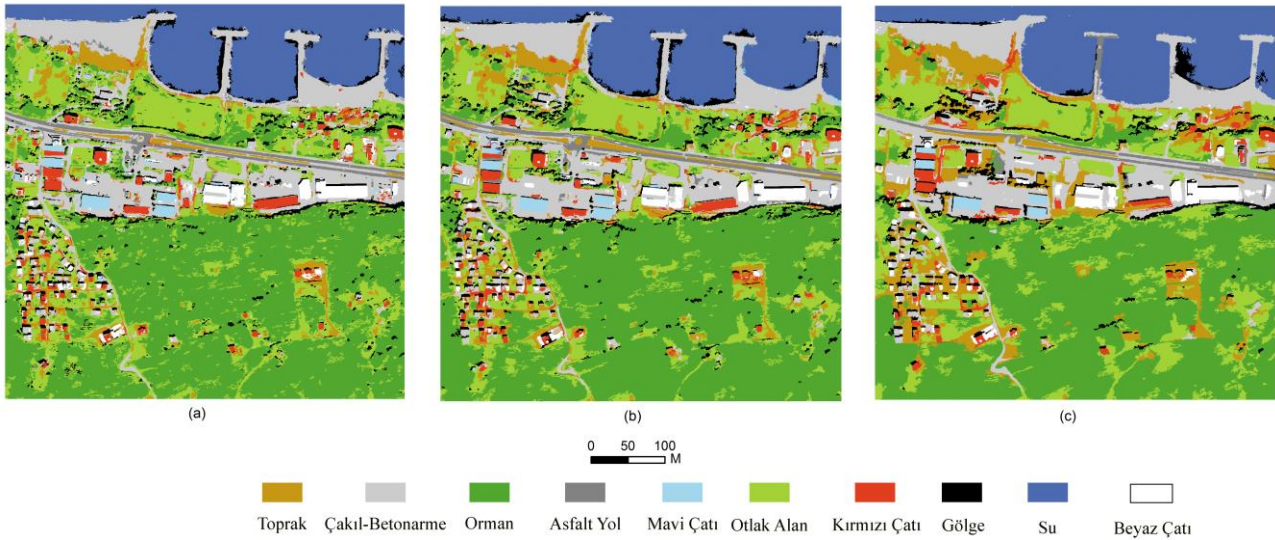 (a)
(b)
(c)
0 50 100
M
Toprak Çakıl-Betonarme Orman Asfalt Yol Mavi Çatı Otlak Alan Kırmızı Çatı Gölge Su Beyaz Çatı